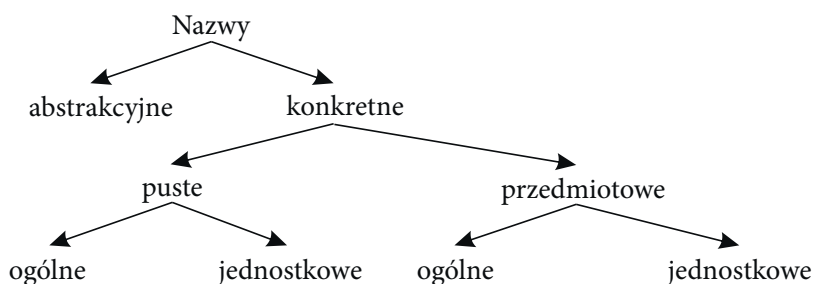 Nazwy
abstrakcyjne konkretne
puste przedmiotowe
ogólne jednostkowe ogólne jednostkowe